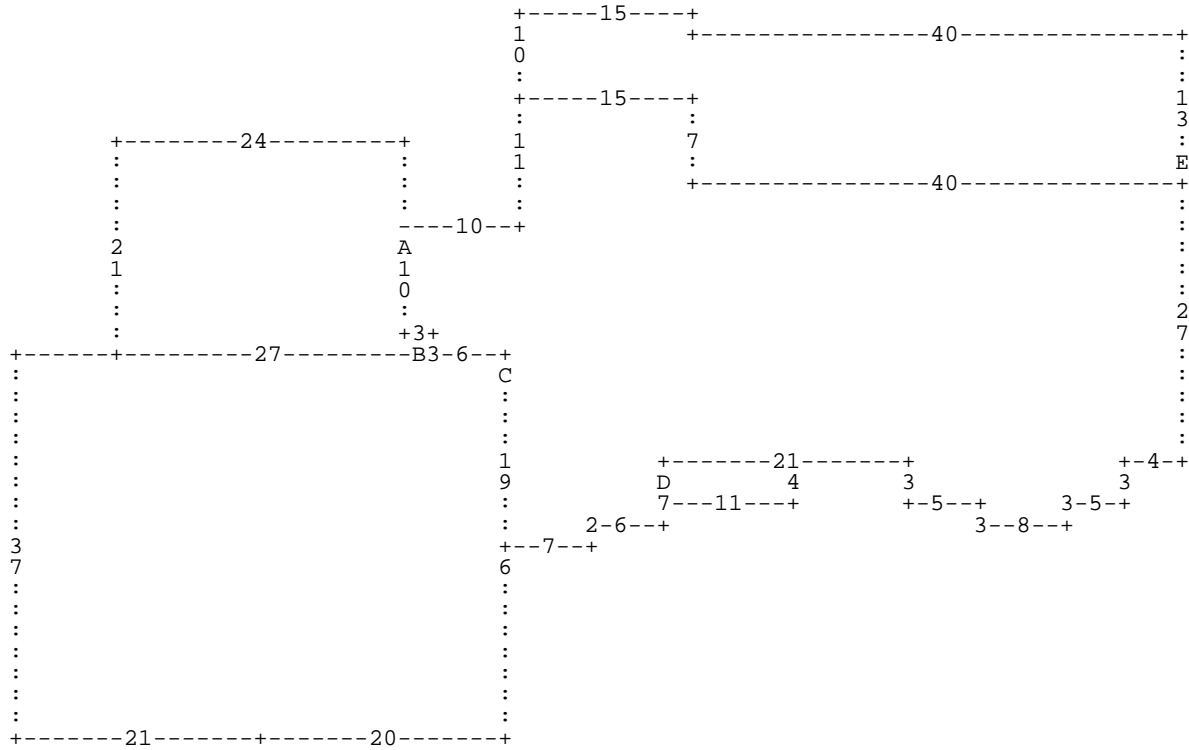 +-----15----+
1 +----------------40---------------+
0 :
: :
+-----15----+ 1
: : 3
+--------24---------+ 1 7 :
: : 1 : E
: : : +----------------40---------------+
: : : :
: ----10--+ :
2 A :
1 1 :
: 0 :
: : 2
: +3+ 7
+------+---------27---------B3-6--+ :
: C :
: : :
: : :
: : :
: 1 +-------21-------+ +-4-+
: 9 D 4 3 3
: : 7---11---+ +-5--+ 3-5-+
: : 2-6--+ 3--8--+
3 +--7--+
7 6
: :
: :
: :
: :
: :
: :
: :
+-------21-------+-------20-------+